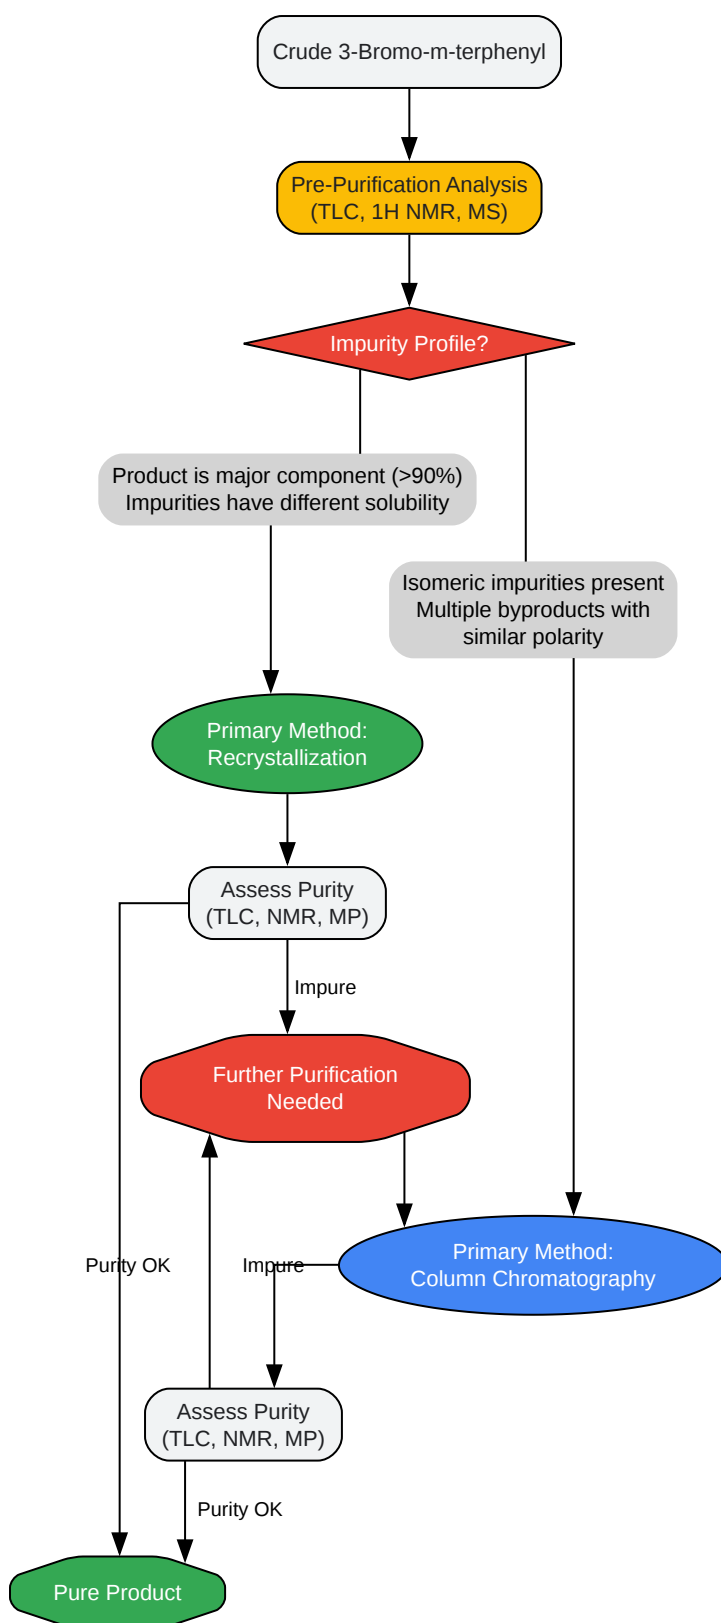 Crude 3-Bromo-m-terphenyl
Pre-Purification Analysis
(TLC, 1H NMR, MS)
Impurity Profile?
Product is major component (>90%)
Impurities have different solubility
Isomeric impurities present
Multiple byproducts with
similar polarity
Primary Method:
Recrystallization
Assess Purity
(TLC, NMR, MP)
Impure
Further Purification
Needed
Purity OK
Impure
Primary Method:
Column Chromatography
Assess Purity
(TLC, NMR, MP)
Purity OK
Pure Product